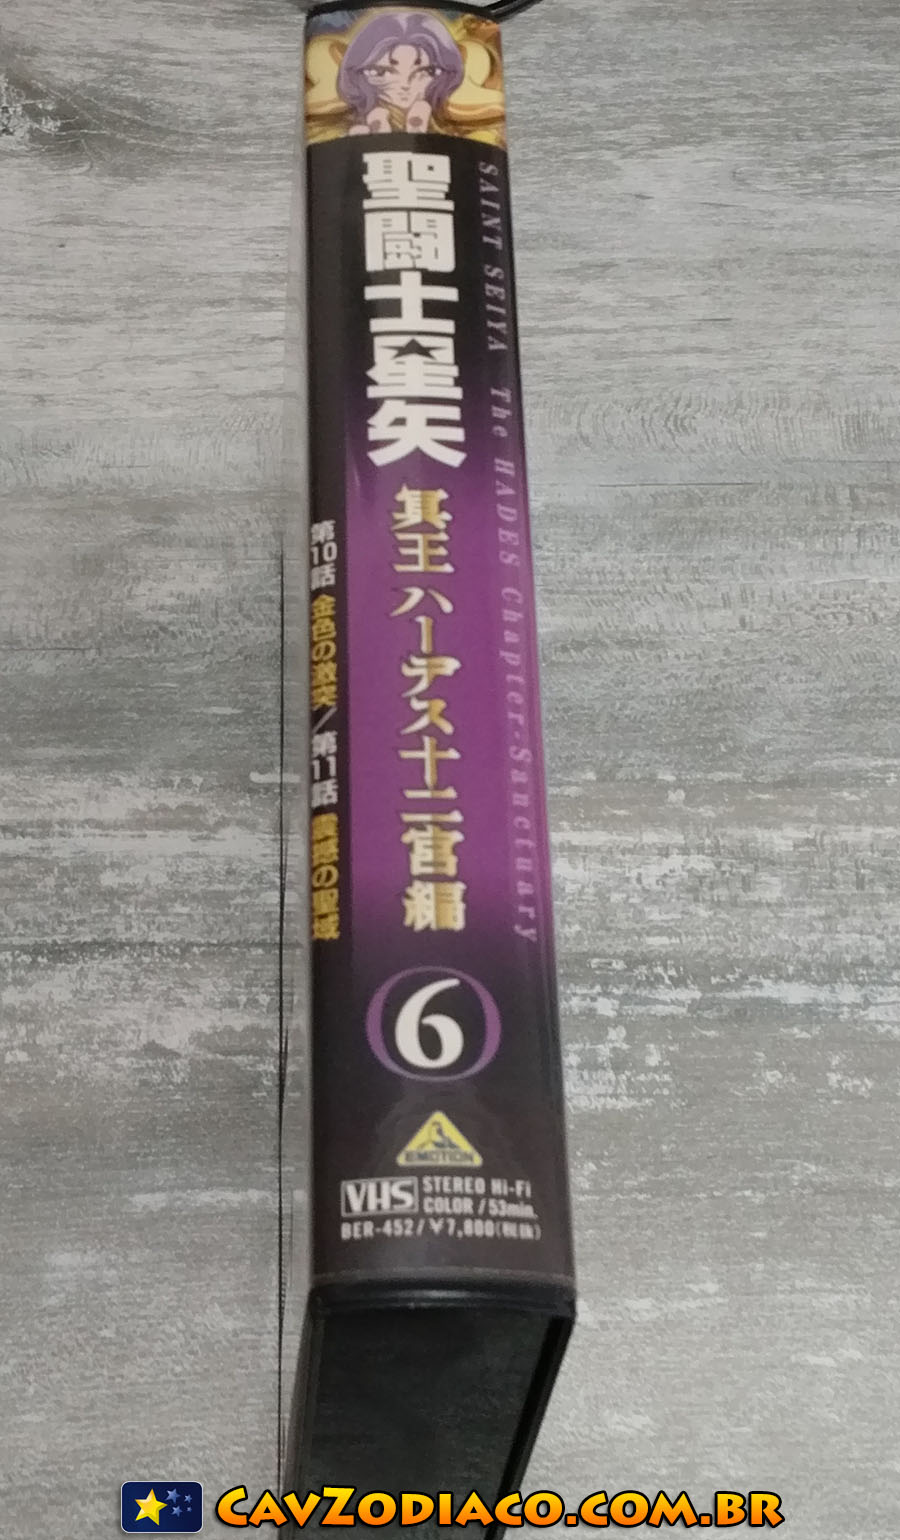 聖闘士星矢
冥王ハーデス十二宮編
SAINT SEIYA The HADES Chapter-Sanctuary
第10話 金色の激突/第11話 震撼の聖域
6
EMOTION
VHS STEREO Hi-Fi
COLOR / 53min.
BER-452/¥7,800(税抜)
CAVZODIACO.COM.BR